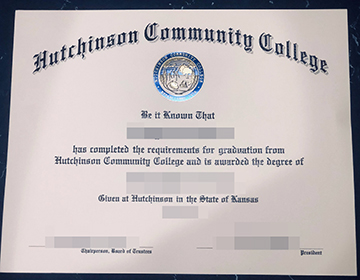 Hutchinson Community College
Be it Known That
has completed the requirements for graduation from
Hutchinson Community College and is awarded the degree of
Given at Hutchinson in the State of Kansas
Chairperson, Board of Trustees
President